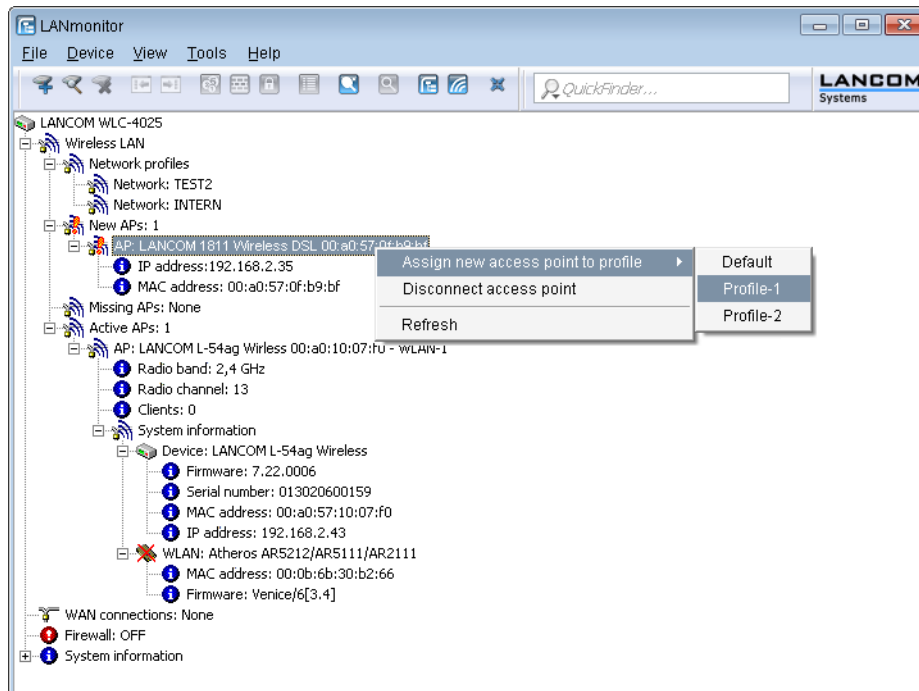 LANmonitor
File Device View Tools Help
QuickFinder...
LANCOM
Systems
LANCOM WLC-4025
Wireless LAN
Network profiles
Network: TEST2
Network: INTERN
New APs: 1
AP: LANCOM 1811 Wireless DSL 00:a0:57:0f:b9:bf
IP address:192.168.2.35
MAC address: 00:a0:57:0f:b9:bf
Assign new access point to profile
Disconnect access point
Refresh
Default
Profile-1
Profile-2
Missing APs: None
Active APs: 1
AP: LANCOM L-54ag Wirless 00:a0:10:07:f0 - WLAN-1
Radio band: 2,4 GHz
Radio channel: 13
Clients: 0
System information
Device: LANCOM L-54ag Wireless
Firmware: 7.22.0006
Serial number: 013020600159
MAC address: 00:a0:57:10:07:f0
IP address: 192.168.2.43
WLAN: Atheros AR5212/AR5111/AR2111
MAC address: 00:0b:6b:30:b2:66
Firmware: Venice/6[3.4]
WAN connections: None
Firewall: OFF
System information